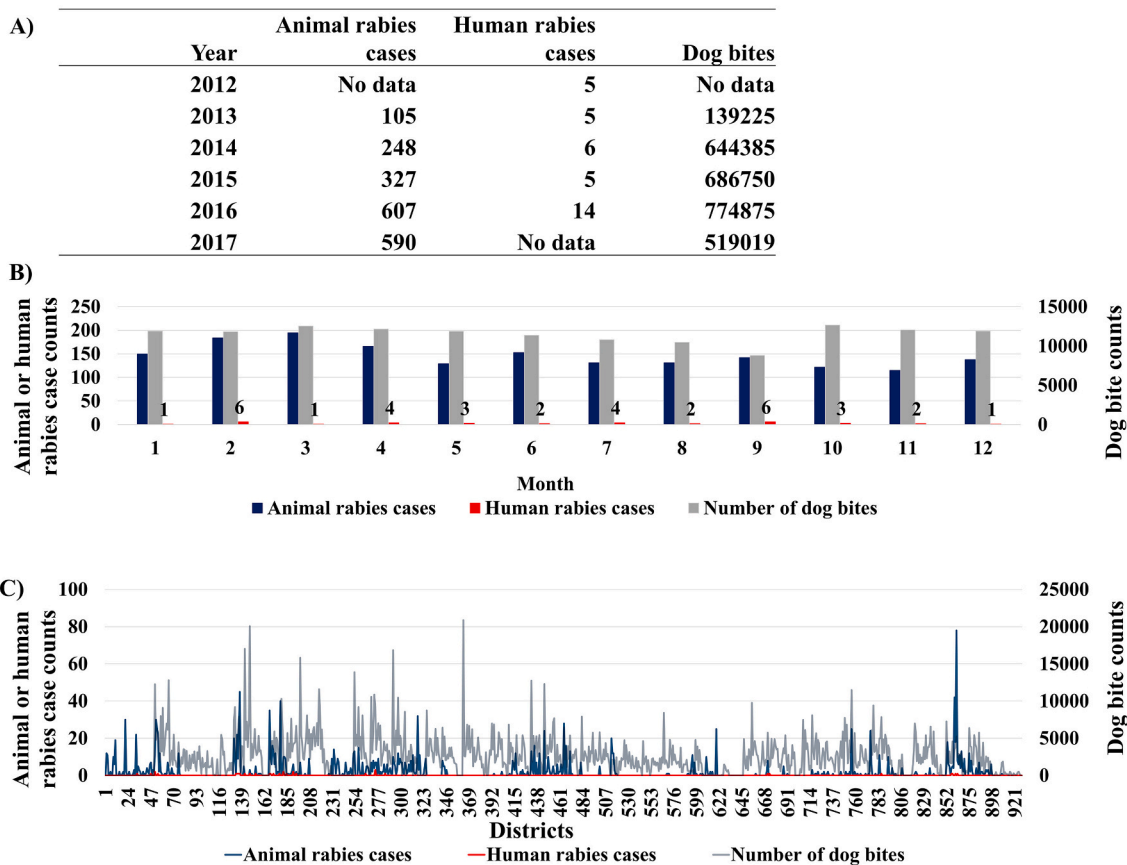 A)
Animal rabies Human rabies
Year cases cases Dog bites
2012 No data 5 No data
2013 105 5 139225
2014 248 6 644385
2015 327 5 686750
2016 607 14 774875
2017 590 No data 519019
B)
Animal or human
rabies case counts
250
200
150
100
50
0
15000
10000
5000
0
Dog bite counts
1 6 1 4 3 2 4 2 6 3 2 1
1 2 3 4 5 6 7 8 9 10 11 12
Month
Animal rabies cases Human rabies cases Number of dog bites
C)
Animal or human
rabies case counts
100
80
60
40
20
0
25000
20000
15000
10000
5000
0
Dog bite counts
1 24 47 70 93 116 139 162 185 208 231 254 277 300 323 346 369 392 415 438 461 484 507 530 553 576 599 622 645 668 691 714 737 760 783 806 829 852 875 898 921
Districts
Animal rabies cases Human rabies cases Number of dog bites